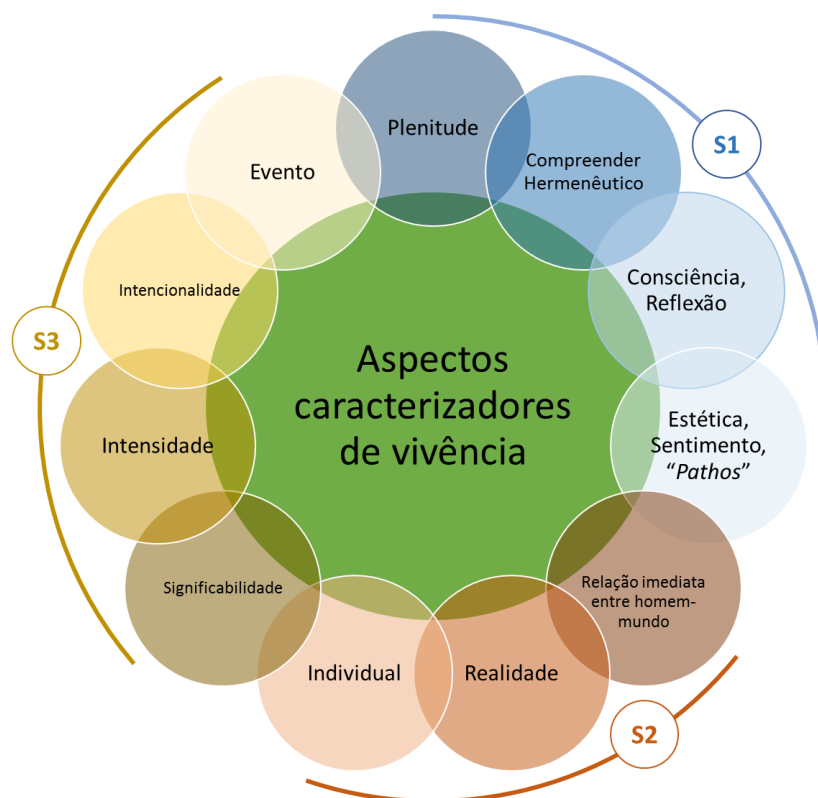 Plenitude
Compreender
Hermenêutico
S1
Consciência,
Reflexão
Estética,
Sentimento,
“Pathos”
Relação imediata
entre homem-
mundo
S2
Realidade
Individual
Significabilidade
Intensidade
S3
Intencionalidade
Evento
Aspectos
caracterizadores
de vivência